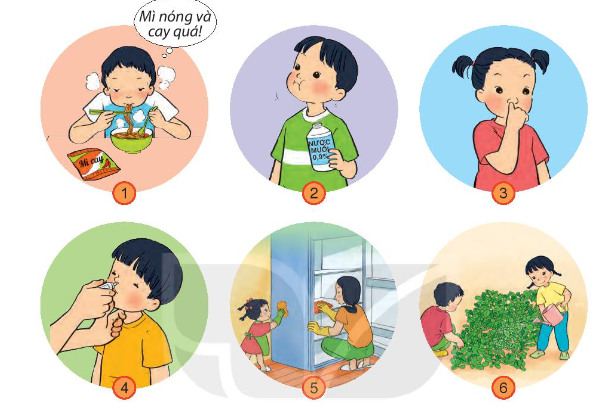 Mì nóng và
cay quá!
Mì cay
NƯỚC
MUỐI
0,9%
1
2
3
4
5
6